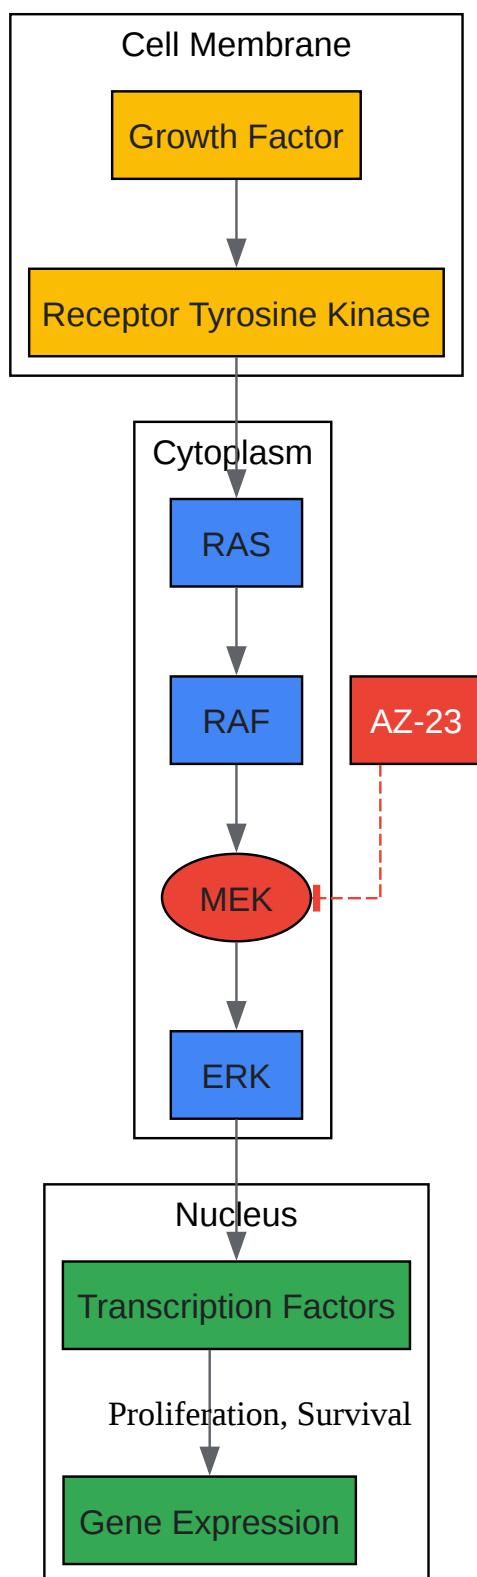 Cell Membrane
Growth Factor
Receptor Tyrosine Kinase
Cytoplasm
RAS
RAF
AZ-23
MEK
ERK
Nucleus
Transcription Factors
Proliferation, Survival
Gene Expression